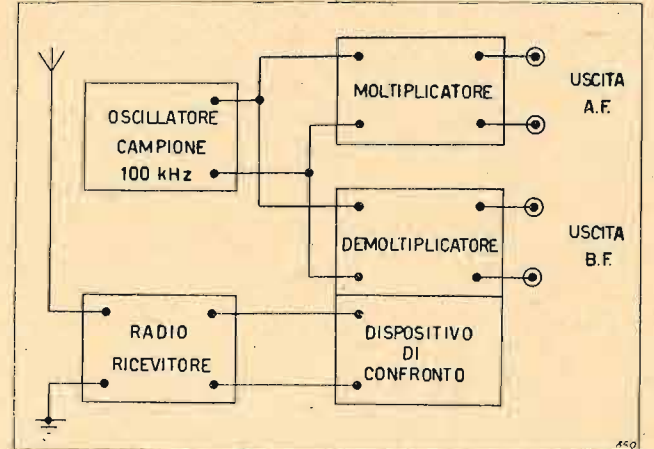 OSCILLATORE
CAMPIONE
100 kHz
MOLTIPLICATORE
USCITA
A.F.
DEMOLTIPLICATORE
USCITA
B.F.
RADIO
RICEVITORE
DISPOSITIVO
DI
CONFRONTO